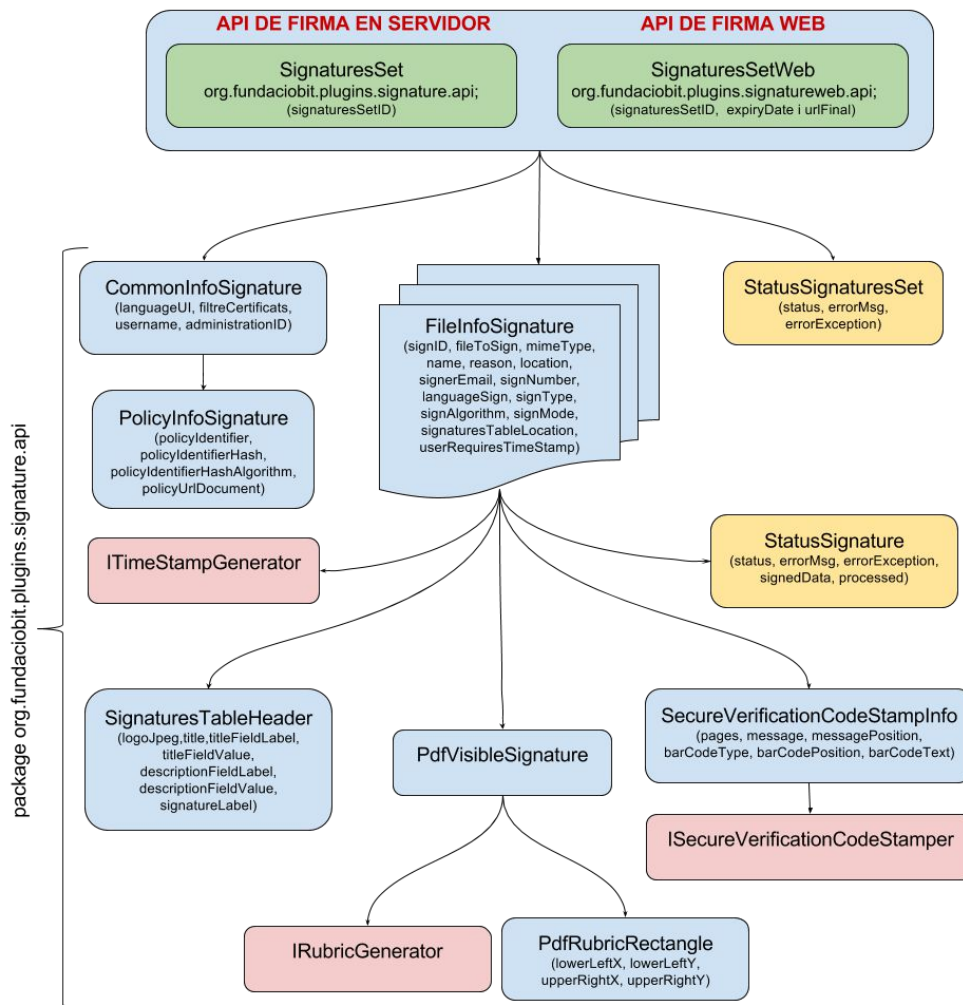 API DE FIRMA EN SERVIDOR
API DE FIRMA WEB
SignaturesSet
org.fundaciobit.plugins.signature.api;
(signaturesSetID)
SignaturesSetWeb
org.fundaciobit.plugins.signatureweb.api;
(signaturesSetID, expiryDate i urlFinal)
CommonInfoSignature
(languageUI, filtreCertificats,
username, administrationID)
FileInfoSignature
(signID, fileToSign, mimeType,
name, reason, location,
signerEmail, signNumber,
languageSign, signType,
signAlgorithm, signMode,
signaturesTableLocation,
userRequiresTimeStamp)
StatusSignaturesSet
(status, errorMsg,
errorException)
PolicyInfoSignature
(policyIdentifier,
policyIdentifierHash,
policyIdentifierHashAlgorithm,
policyUrlDocument)
package org.fundaciobit.plugins.signature.api
ITimeStampGenerator
StatusSignature
(status, errorMsg, errorException,
signedData, processed)
SignaturesTableHeader
(logoJpeg,title,titleFieldLabel,
titleFieldValue,
descriptionFieldLabel,
descriptionFieldValue,
signatureLabel)
PdfVisibleSignature
SecureVerificationCodeStampInfo
(pages, message, messagePosition,
barCodeType, barCodePosition, barCodeText)
ISecureVerificationCodeStamper
IRubricGenerator
PdfRubricRectangle
(lowerLeftX, lowerLeftY,
upperRightX, upperRightY)